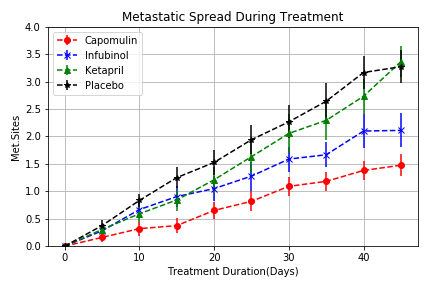 Metastatic Spread During Treatment
4.0
3.5
3.0
2.5
2.0
1.5
1.0
0.5
0.0
Met.Sites
Capomulin
Infubinol
Ketapril
Placebo
0 10 20 30 40
Treatment Duration(Days)